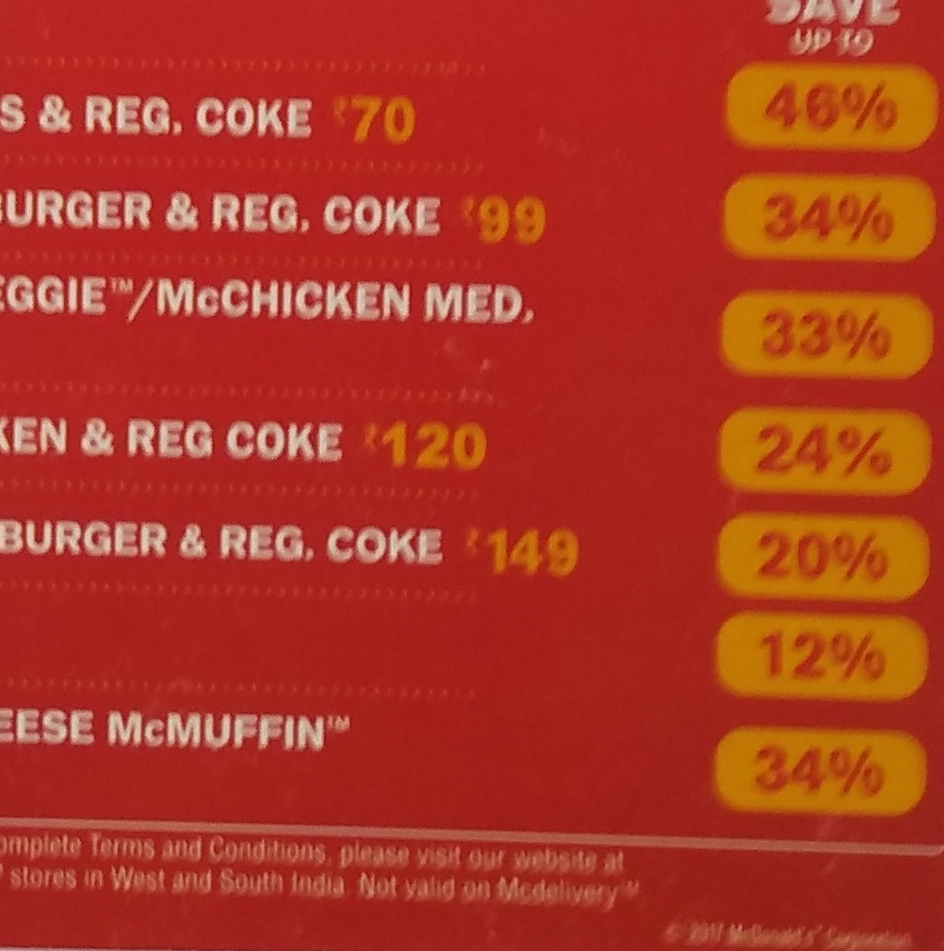 SAVE
UP TO
S & REG. COKE ₹70 46%
BURGER & REG. COKE ₹99 34%
EGGIE™/McCHICKEN MED. 33%
KEN & REG COKE ₹120 24%
BURGER & REG. COKE ₹149 20%
12%
EESE McMUFFIN™ 34%
omplete Terms and Conditions, please visit our website at
stores in West and South India. Not valid on Mcdelivery™
© 2017 McDonald's® Corporation